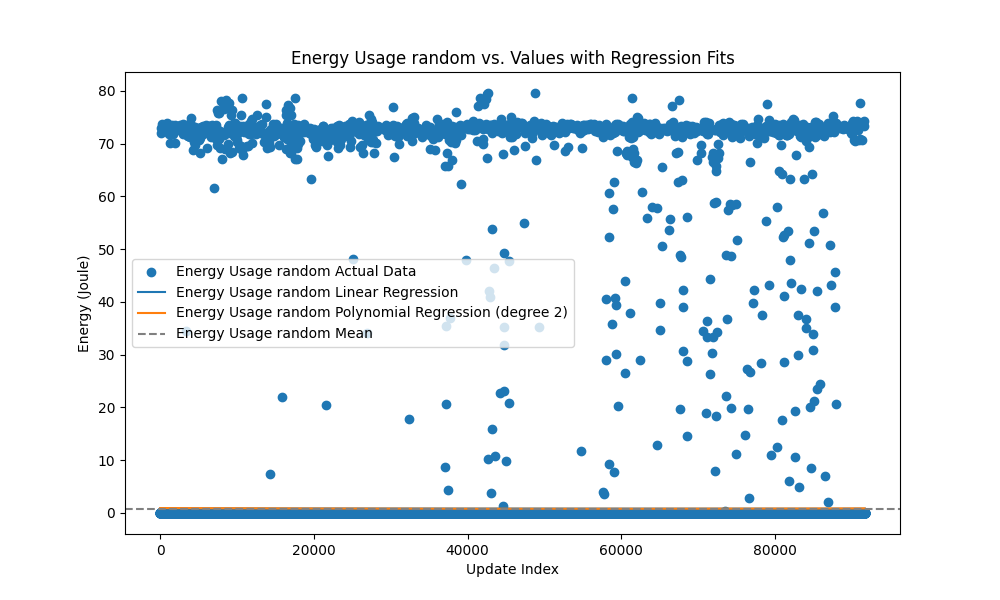 Energy Usage random vs. Values with Regression Fits
80
70
60
50
40
30
20
10
0
Energy (Joule)
Energy Usage random Actual Data
Energy Usage random Linear Regression
Energy Usage random Polynomial Regression (degree 2)
Energy Usage random Mean
0 20000 40000 60000 80000
Update Index